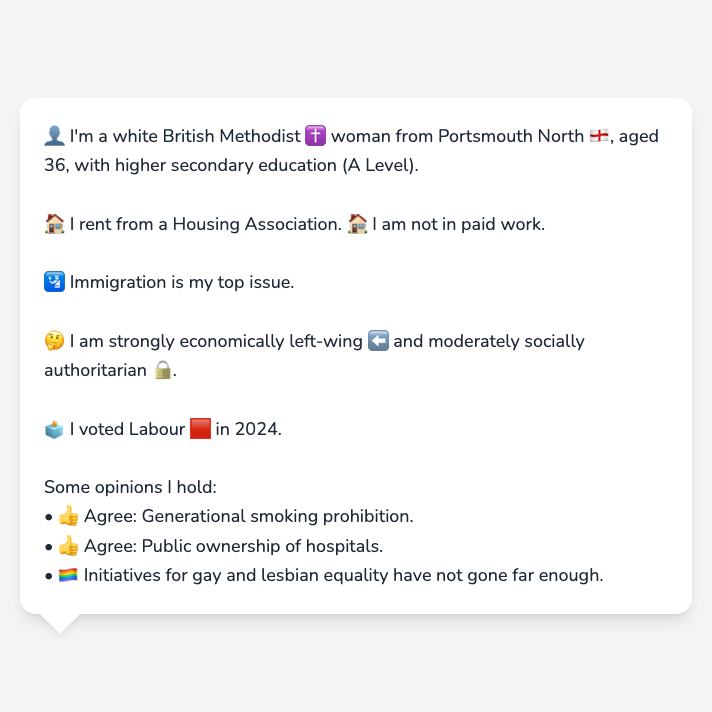 👤 I'm a white British Methodist ✝️ woman from Portsmouth North 🏴󠁧󠁢󠁥󠁮󠁧󠁿, aged
36, with higher secondary education (A Level).
🏠 I rent from a Housing Association. 🏠 I am not in paid work.
🛂 Immigration is my top issue.
🤔 I am strongly economically left-wing ⬅️ and moderately socially
authoritarian 🔒.
🗳️ I voted Labour 🟥 in 2024.
Some opinions I hold:
• 👍 Agree: Generational smoking prohibition.
• 👍 Agree: Public ownership of hospitals.
• 🏳️‍🌈 Initiatives for gay and lesbian equality have not gone far enough.